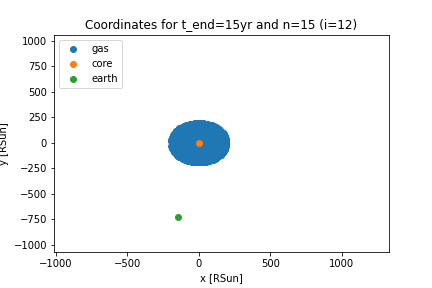 Coordinates for t_end=15yr and n=15 (i=12)
gas
core
earth
1000
750
500
250
0
−250
−500
−750
−1000
y [RSun]
−1000
−500
0
500
1000
x [RSun]